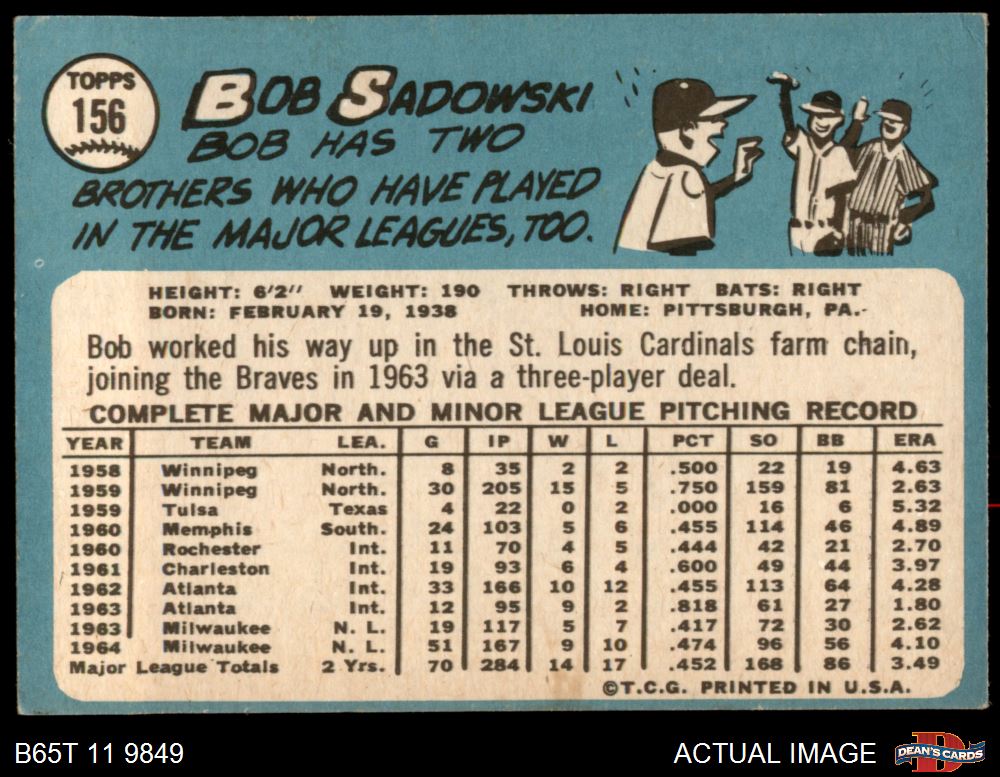 TOPPS
156
BOB SADOWSKI
BOB HAS TWO
BROTHERS WHO HAVE PLAYED
IN THE MAJOR LEAGUES, TOO.
HEIGHT: 6'2" WEIGHT: 190 THROWS: RIGHT BATS: RIGHT
BORN: FEBRUARY 19, 1938 HOME: PITTSBURGH, PA.
Bob worked his way up in the St. Louis Cardinals farm chain,
joining the Braves in 1963 via a three-player deal.
COMPLETE MAJOR AND MINOR LEAGUE PITCHING RECORD
YEAR TEAM LEA. G IP W L PCT SO BB ERA
1958 Winnipeg North. 8 35 2 2 .500 22 19 4.63
1959 Winnipeg North. 30 205 15 5 .750 159 81 2.63
1959 Tulsa Texas 4 22 0 2 .000 16 6 5.32
1960 Memphis South. 24 103 5 6 .455 114 46 4.89
1960 Rochester Int. 11 70 4 5 .444 42 21 2.70
1961 Charleston Int. 19 93 6 4 .600 49 44 3.97
1962 Atlanta Int. 33 166 10 12 .455 113 64 4.28
1963 Atlanta Int. 12 95 9 2 .818 61 27 1.80
1963 Milwaukee N. L. 19 117 5 7 .417 72 30 2.62
1964 Milwaukee N. L. 51 167 9 10 .474 96 56 4.10
Major League Totals 2 Yrs. 70 284 14 17 .452 168 86 3.49
©T.C.G. PRINTED IN U.S.A.
B65T 11 9849 ACTUAL IMAGE
D
DEAN'S CARDS